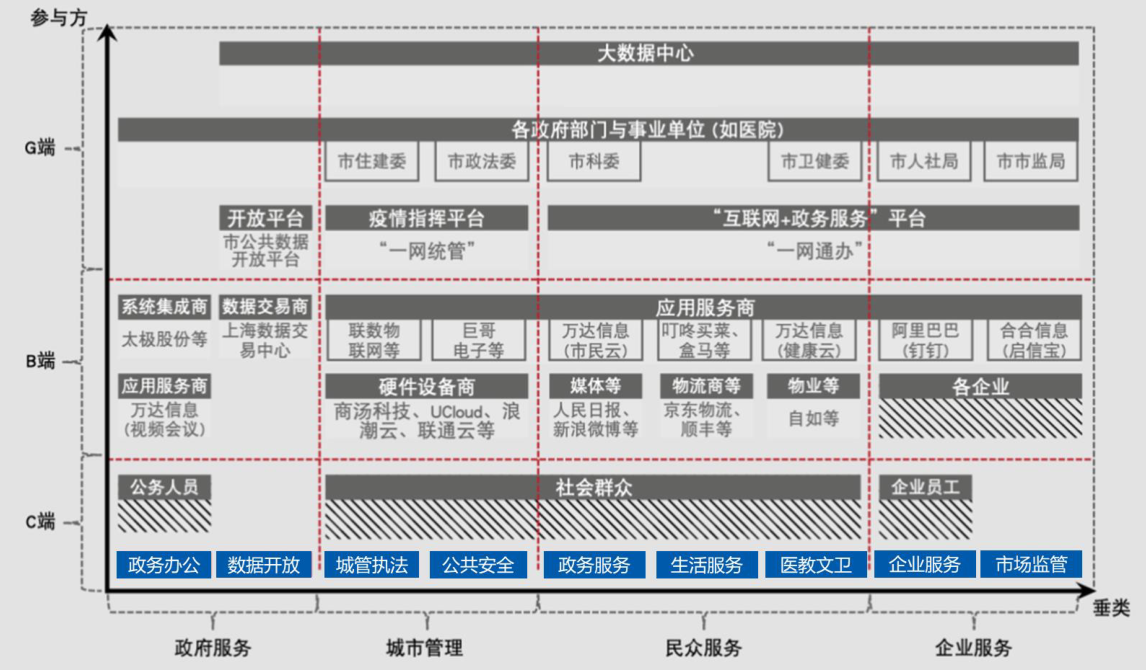 参与方
大数据中心
G端
各政府部门与事业单位 (如医院)
市住建委
市政法委
市科委
市卫健委
市人社局
市市监局
开放平台
市公共数据
开放平台
疫情指挥平台
“一网统管”
“互联网+政务服务”平台
“一网通办”
B端
系统集成商
太极股份等
数据交易商
上海数据交
易中心
应用服务商
联数物
联网等
巨哥
电子等
万达信息
(市民云)
叮咚买菜、
盒马等
万达信息
(健康云)
阿里巴巴
(钉钉)
合合信息
(启信宝)
应用服务商
万达信息
(视频会议)
硬件设备商
商汤科技、UCloud、浪
潮云、联通云等
媒体等
人民日报、
新浪微博等
物流商等
京东物流、
顺丰等
物业等
自如等
各企业
C端
公务人员
社会群众
企业员工
政务办公
数据开放
城管执法
公共安全
政务服务
生活服务
医教文卫
企业服务
市场监管
垂类
政府服务
城市管理
民众服务
企业服务